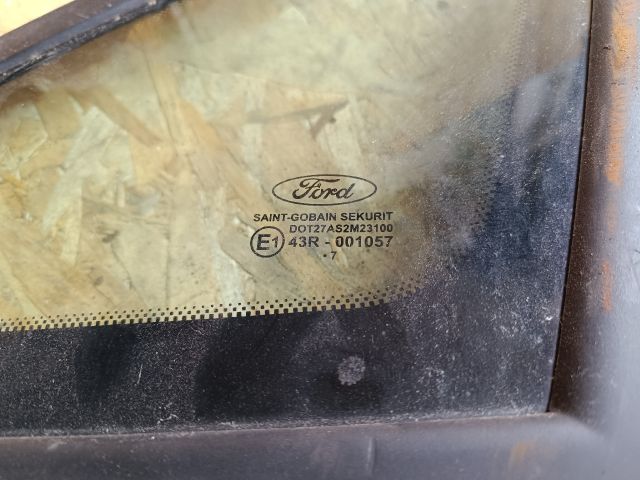 Ford
SAINT-GOBAIN SEKURIT
DOT27AS2M23100
E1 43R - 001057
·7